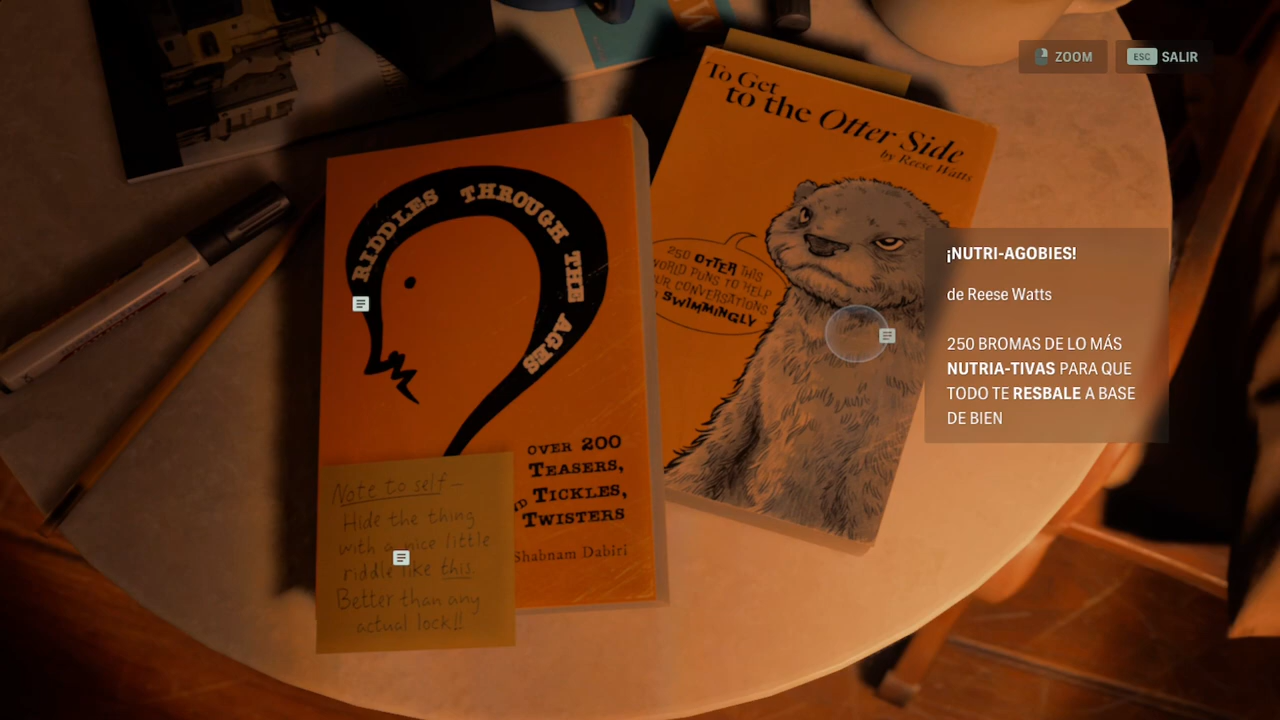 ZOOM
ESC SALIR
To Get
to the Otter Side
by Reese Watts
250 OTTER THIS
WORLD PUNS TO HELP
CONVERSATIONS
SWIMMINGLY
RIDDLES THROUGH THE AGES
OVER 200
TEASERS,
TICKLES,
TWISTERS
Shabnam Dabiri
Note to self-
Hide the thing
with a nice little
riddle like this.
Better than any
actual lock!!
¡NUTRI-AGOBIES!
de Reese Watts
250 BROMAS DE LO MÁS
NUTRIA-TIVAS PARA QUE
TODO TE RESBALE A BASE
DE BIEN